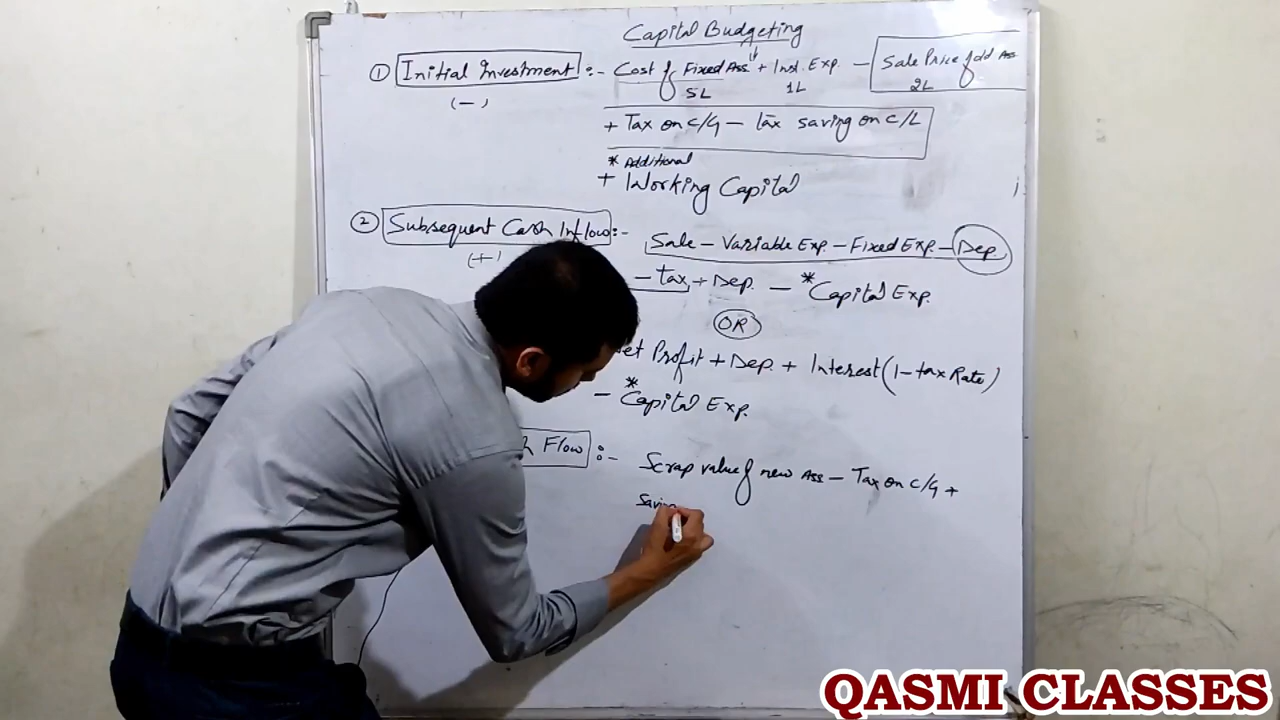 Capital Budgeting
① Initial Investment :- Cost of Fixed Ass + Inst. Exp. - Sale Price of old Ass
5L 1L 2L
(-)
+ Tax on C/G - Tax saving on C/L
* Additional
+ Working Capital
② Subsequent Cash Inflow :- Sale - Variable Exp - Fixed Exp. - Dep.
(+)
- Tax + Dep. - *Capital Exp.
OR
et Profit + Dep. + Interest (1 - tax Rate)
- *Capital Exp.
h Flow :- Scrap value of new Ass - Tax on C/G +
Savin
QASMI CLASSES